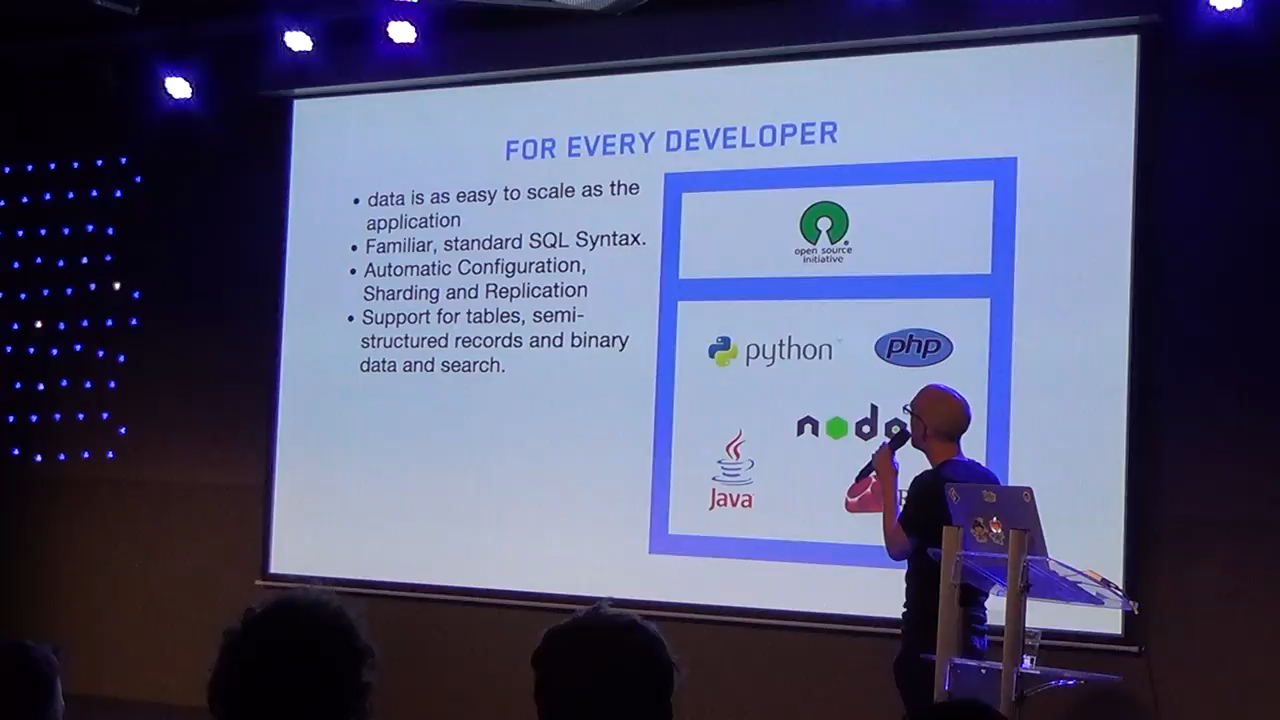 FOR EVERY DEVELOPER
• data is as easy to scale as the
application
• Familiar, standard SQL Syntax.
• Automatic Configuration,
Sharding and Replication
• Support for tables, semi-
structured records and binary
data and search.
open source
initiative
python
php
Java